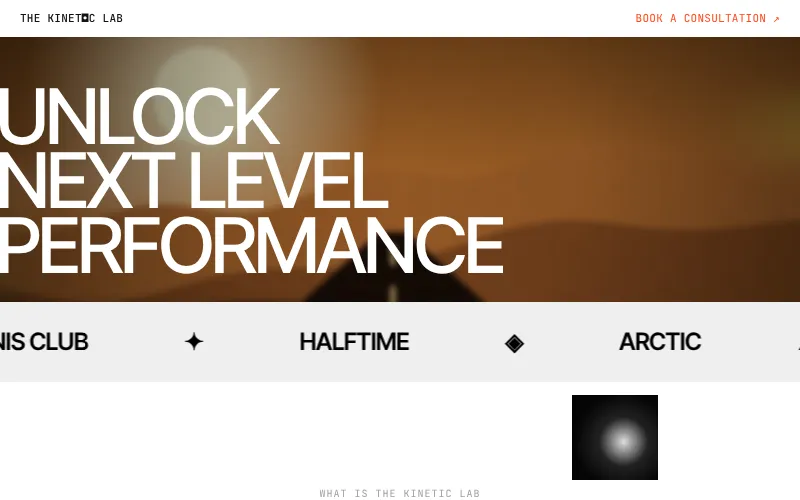 THE KINETIC LAB
BOOK A CONSULTATION ↗
UNLOCK
NEXT LEVEL
PERFORMANCE
NIS CLUB ✦ HALFTIME ◈ ARCTIC
WHAT IS THE KINETIC LAB